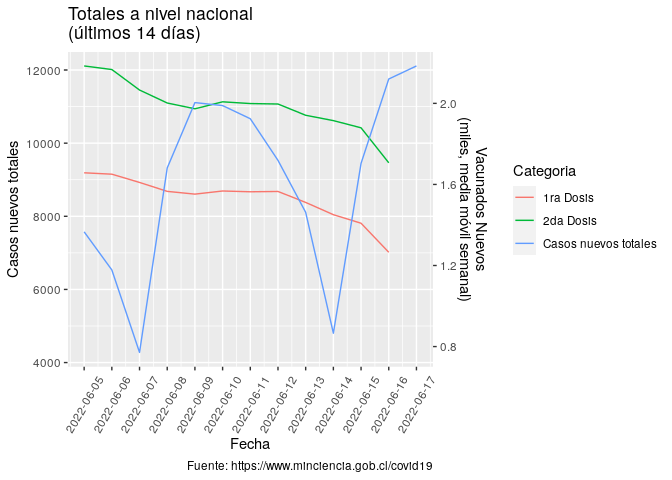 Totales a nivel nacional
(últimos 14 días)
12000
10000
8000
6000
4000
Casos nuevos totales
2.0
1.6
1.2
0.8
Vacunados Nuevos
(miles, media móvil semanal)
2022-06-05
2022-06-06
2022-06-07
2022-06-08
2022-06-09
2022-06-10
2022-06-11
2022-06-12
2022-06-13
2022-06-14
2022-06-15
2022-06-16
2022-06-17
Fecha
Categoria
1ra Dosis
2da Dosis
Casos nuevos totales
Fuente: https://www.minciencia.gob.cl/covid19